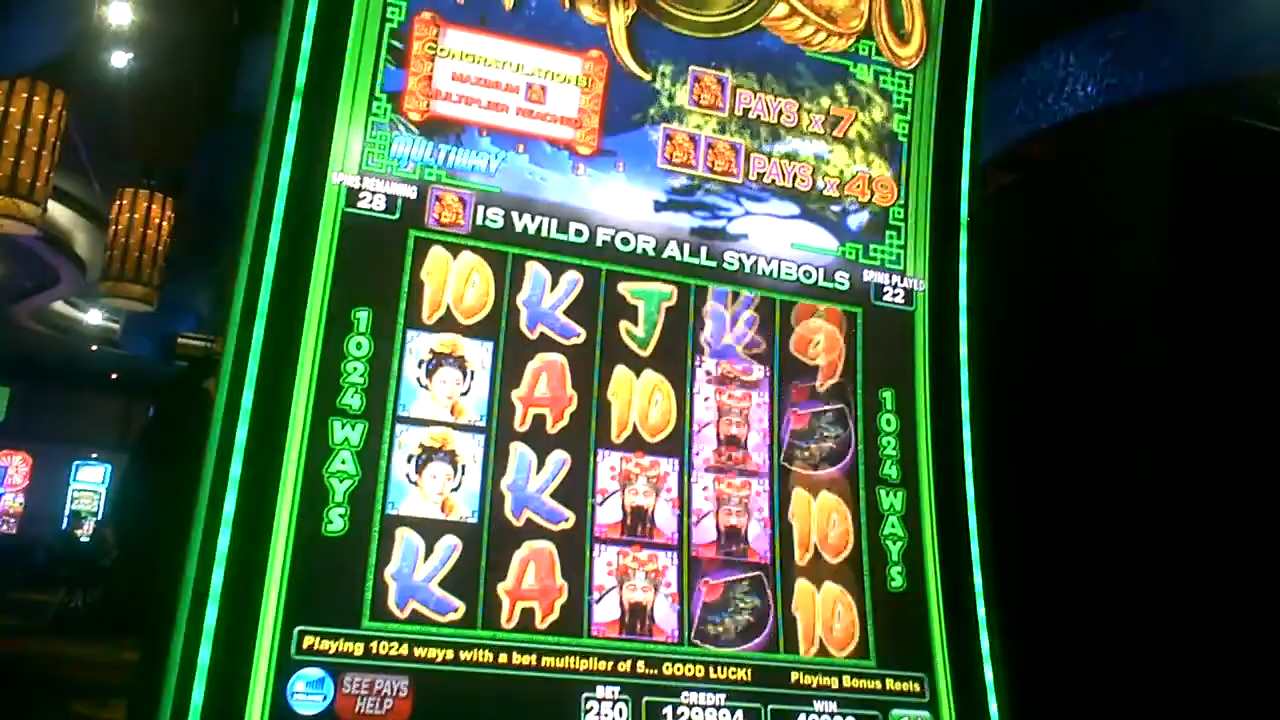 CONGRATULATIONS!
MAXIMUM
MULTIPLIER REACHED
PAYS x 7
PAYS x 49
MULTIWAY
SPINS REMAINING
28
IS WILD FOR ALL SYMBOLS
SPINS PLAYED
22
1024 WAYS
1024 WAYS
10 K J K 9
A 10
K 10
K A 10
Playing 1024 ways with a bet multiplier of 5... GOOD LUCK!
Playing Bonus Reels
SEE PAYS
HELP
BET
250
CREDIT
129894
WIN